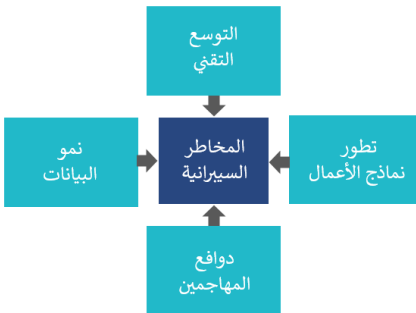 التوسع
التقني
تطور
نماذج الأعمال
المخاطر
السيبرانية
نمو
البيانات
دوافع
المهاجمين